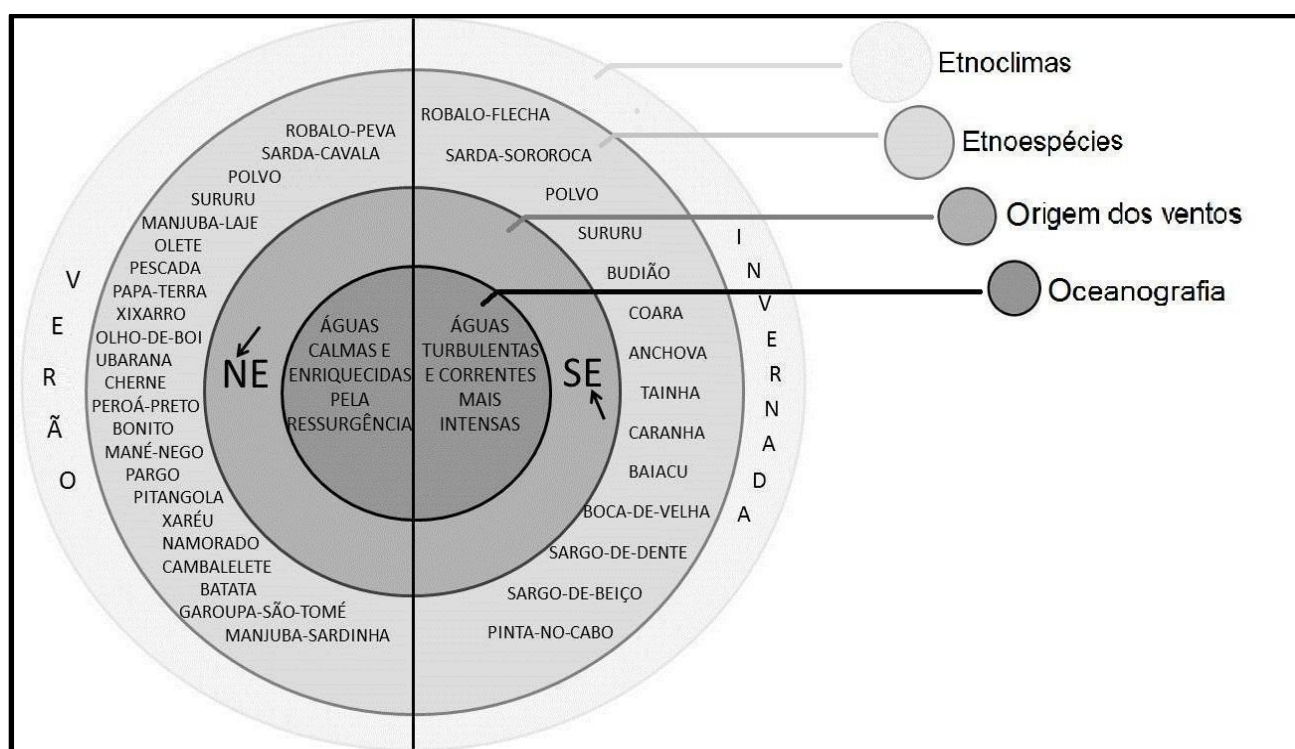 Etnoclimas
Etnoespécies
Origem dos ventos
Oceanografia
VERÃO
ROBALO-PEVA
SARDA-CAVALA
POLVO
SURURU
MANJUBA-LAJE
OLETE
PESCADA
PAPA-TERRA
XIXARRO
OLHO-DE-BOI
UBARANA
CHERNE
PEROÁ-PRETO
BONITO
MANÉ-NEGO
PARGO
PITANGOLA
XARÉU
NAMORADO
CAMBALELETE
BATATA
GAROUPA-SÃO-TOMÉ
MANJUBA-SARDINHA
NE
ÁGUAS
CALMAS E
ENRIQUECIDAS
PELA
RESSURGÊNCIA
ÁGUAS
TURBULENTAS
E CORRENTES
MAIS
INTENSAS
SE
ROBALO-FLECHA
SARDA-SOROROCA
POLVO
SURURU
BUDIÃO
COARA
ANCHOVA
TAINHA
CARANHA
BAIACU
BOCA-DE-VELHA
SARGO-DE-DENTE
SARGO-DE-BEIÇO
PINTA-NO-CABO
INVERNADA